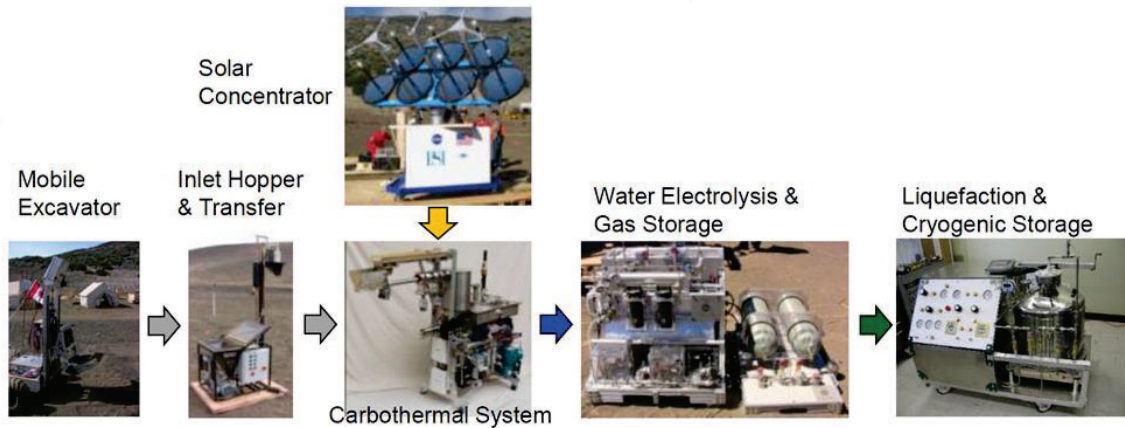 Solar
Concentrator
Mobile
Excavator
Inlet Hopper
& Transfer
Water Electrolysis &
Gas Storage
Liquefaction &
Cryogenic Storage
Carbothermal System